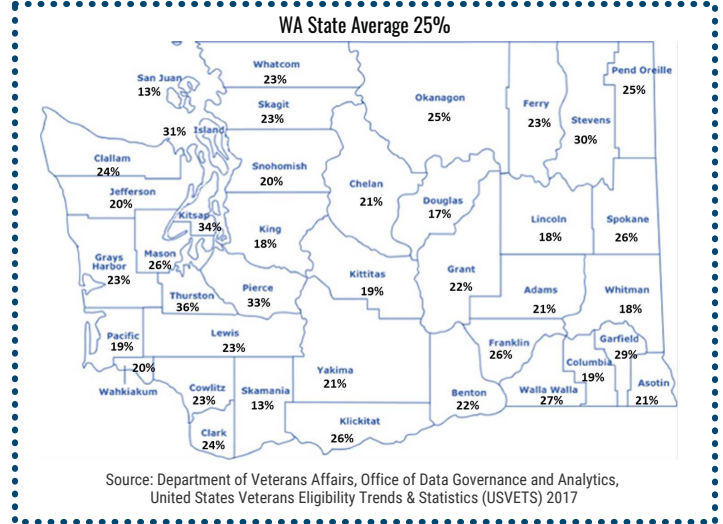 WA State Average 25%
San Juan
13%
Whatcom
23%
Skagit
23%
31% Island
Okanagon
25%
Ferry
23%
Stevens
30%
Pend Oreille
25%
Clallam
24%
Jefferson
20%
Snohomish
20%
Chelan
21%
Douglas
17%
Kitsap
34%
King
18%
Lincoln
18%
Spokane
26%
Grays
Harbor
23%
Mason
26%
Thurston
36%
Pierce
33%
Kittitas
19%
Grant
22%
Adams
21%
Whitman
18%
Pacific
19%
Lewis
23%
20%
Wahkiakum
Cowlitz
23%
Skamania
13%
Yakima
21%
Franklin
26%
Benton
22%
Walla Walla
27%
Columbia
19%
Garfield
29%
Asotin
21%
Clark
24%
Klickitat
26%
Source: Department of Veterans Affairs, Office of Data Governance and Analytics,
United States Veterans Eligibility Trends & Statistics (USVETS) 2017